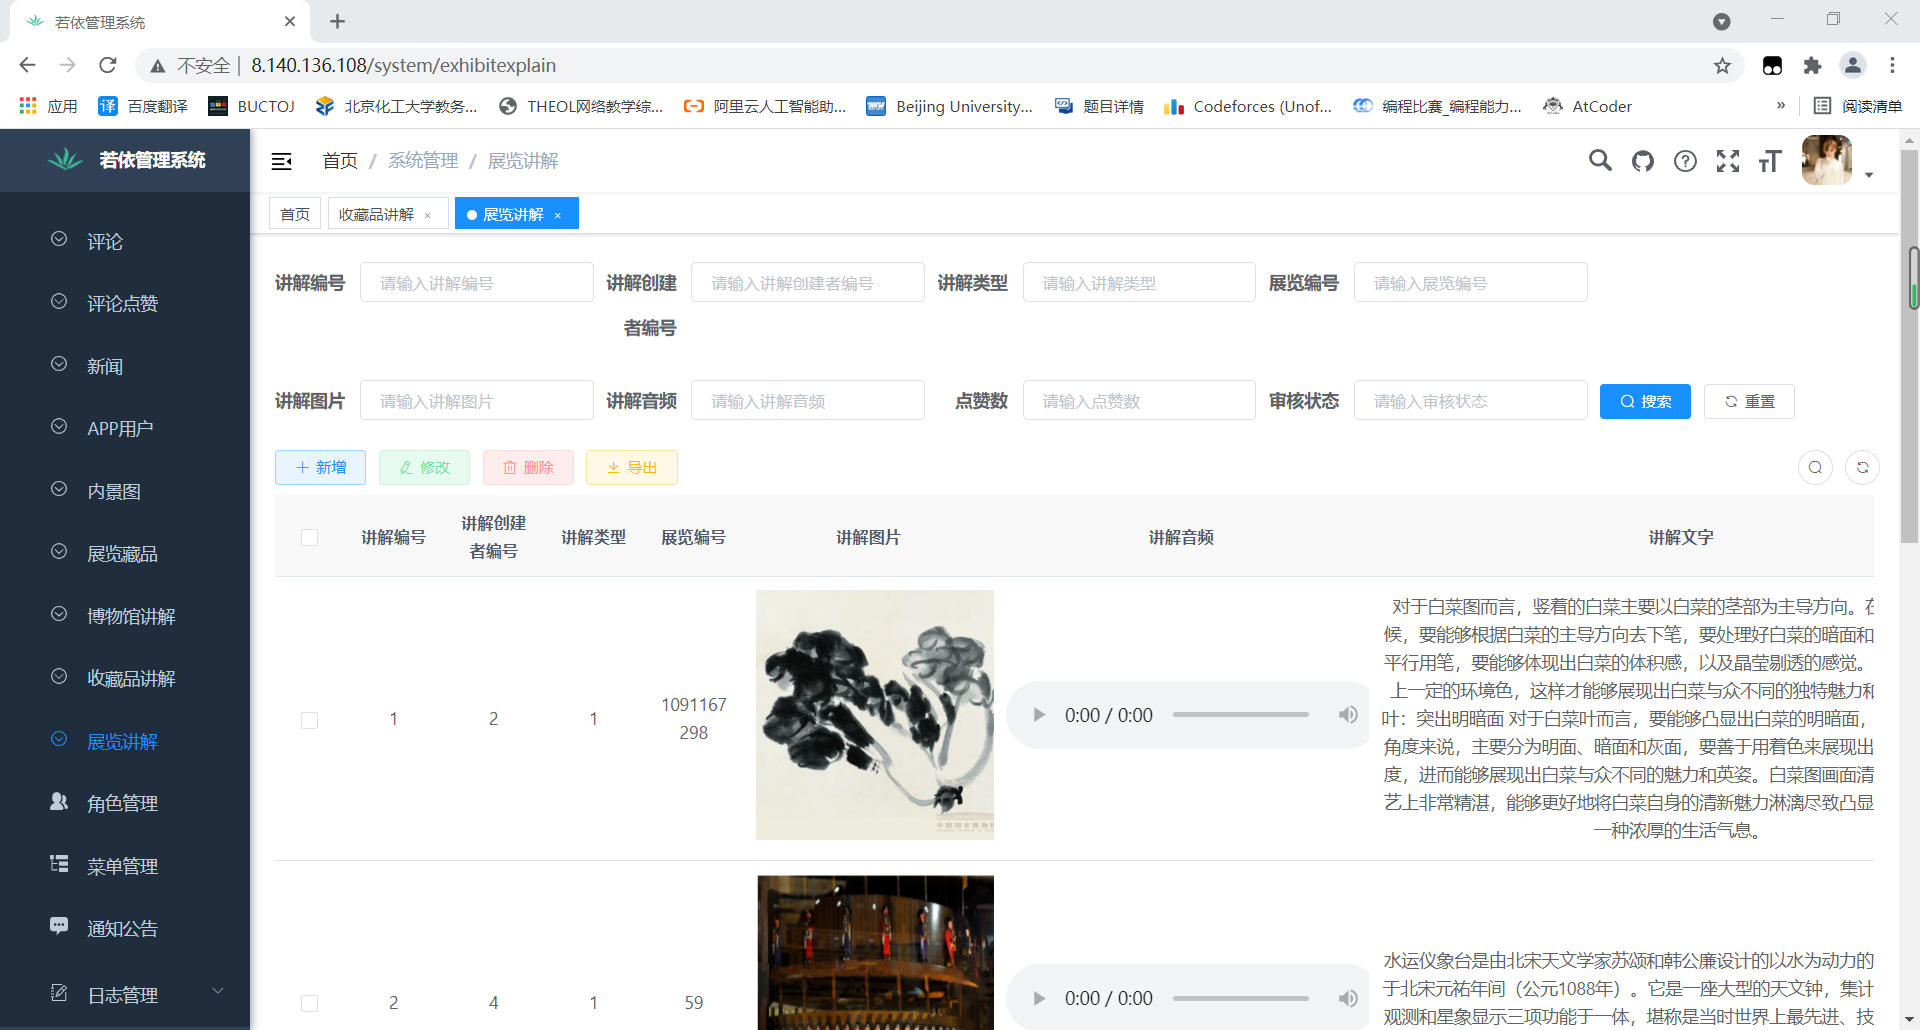 若依管理系统
不安全 | 8.140.136.108/system/exhibitexplain
应用 百度翻译 BUCTOJ 北京化工大学教务... THEOL网络教学综... 阿里云人工智能助... Beijing University... 题目详情 Codeforces (Unof... 编程比赛_编程能力... AtCoder » 阅读清单
若依管理系统
首页 / 系统管理 / 展览讲解
首页 收藏品讲解 × 展览讲解 ×
评论
评论点赞
新闻
APP用户
内景图
展览藏品
博物馆讲解
收藏品讲解
展览讲解
角色管理
菜单管理
通知公告
日志管理
讲解编号 请输入讲解编号 讲解创建 请输入讲解创建者编号 讲解类型 请输入讲解类型 展览编号 请输入展览编号
者编号
讲解图片 请输入讲解图片 讲解音频 请输入讲解音频 点赞数 请输入点赞数 审核状态 请输入审核状态 搜索 重置
新增 修改 删除 导出
讲解编号 讲解创建者编号 讲解类型 展览编号 讲解图片 讲解音频 讲解文字
1 2 1 1091167298 0:00 / 0:00
对于白菜图而言，竖着的白菜主要以白菜的茎部为主导方向。在
候，要能够根据白菜的主导方向去下笔，要处理好白菜的暗面和
平行用笔，要能够体现出白菜的体积感，以及晶莹剔透的感觉。
上一定的环境色，这样才能够展现出白菜与众不同的独特魅力和
叶：突出明暗面 对于白菜叶而言，要能够凸显出白菜的明暗面，
角度来说，主要分为明面、暗面和灰面，要善于用着色来展现出
度，进而能够展现出白菜与众不同的魅力和英姿。白菜图画面清
艺上非常精湛，能够更好地将白菜自身的清新魅力淋漓尽致凸显
一种浓厚的生活气息。
2 4 1 59 0:00 / 0:00
水运仪象台是由北宋天文学家苏颂和韩公廉设计的以水为动力的
于北宋元祐年间（公元1088年）。它是一座大型的天文钟，集计
观测和星象显示三项功能于一体，堪称是当时世界上最先进、技